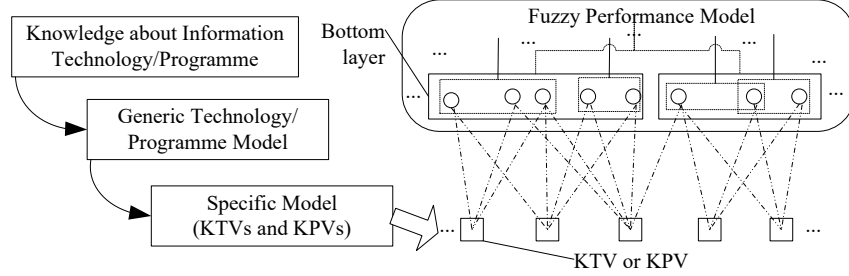 Knowledge about Information
Technology/Programme
Generic Technology/
Programme Model
Specific Model
(KTVs and KPVs)
Fuzzy Performance Model
Bottom
layer
...
...
...
...
...
...
...
...
...
KTV or KPV